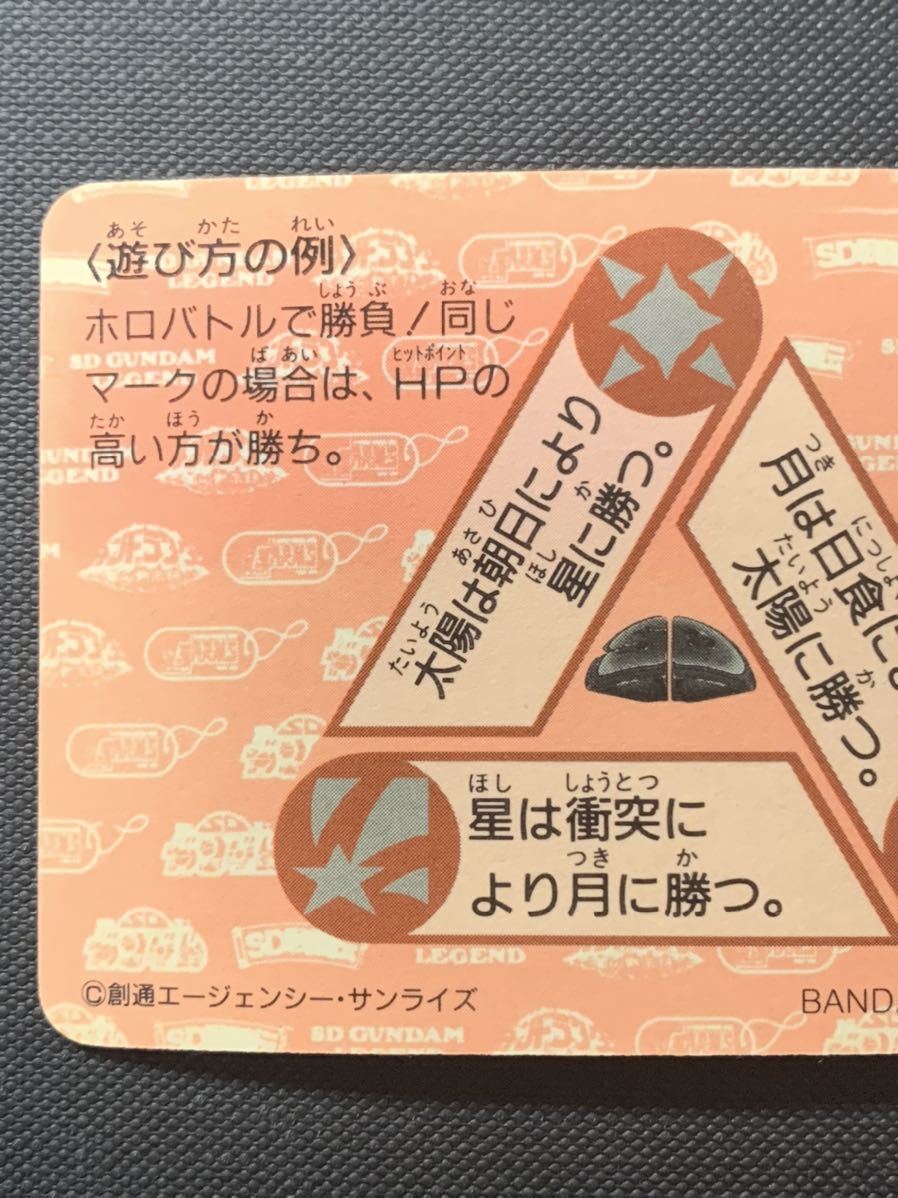 〈遊び方の例〉
ホロバトルで勝負！同じ
マークの場合は、HPの
高い方が勝ち。
太陽は朝日により
星に勝つ。
月は日食に
太陽に勝つ。
星は衝突に
より月に勝つ。
©創通エージェンシー・サンライズ
BANDA
SD GUNDAM
LEGEND